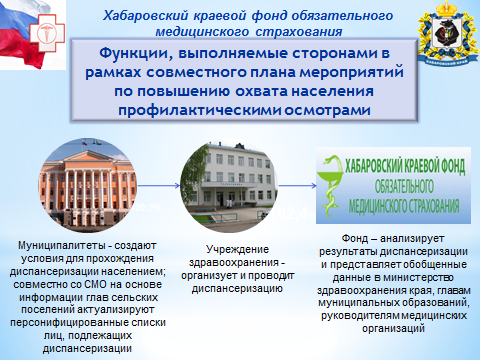 Хабаровский краевой фонд обязательного
медицинского страхования
Функции, выполняемые сторонами в
рамках совместного плана мероприятий
по повышению охвата населения
профилактическими осмотрами
ХАБАРОВСКИЙ КРАЙ
ХАБАРОВСКИЙ КРАЕВОЙ ФОНД
ОБЯЗАТЕЛЬНОГО
МЕДИЦИНСКОГО СТРАХОВАНИЯ
Муниципалитеты - создают
условия для прохождения
диспансеризации населением;
совместно со СМО на основе
информации глав сельских
поселений актуализируют
персонифицированные списки
лиц, подлежащих
диспансеризации
Учреждение
здравоохранения -
организует и проводит
диспансеризацию
Фонд – анализирует
результаты диспансеризации
и представляет обобщенные
данные в министерство
здравоохранения края, главам
муниципальных образований,
руководителям медицинских
организаций